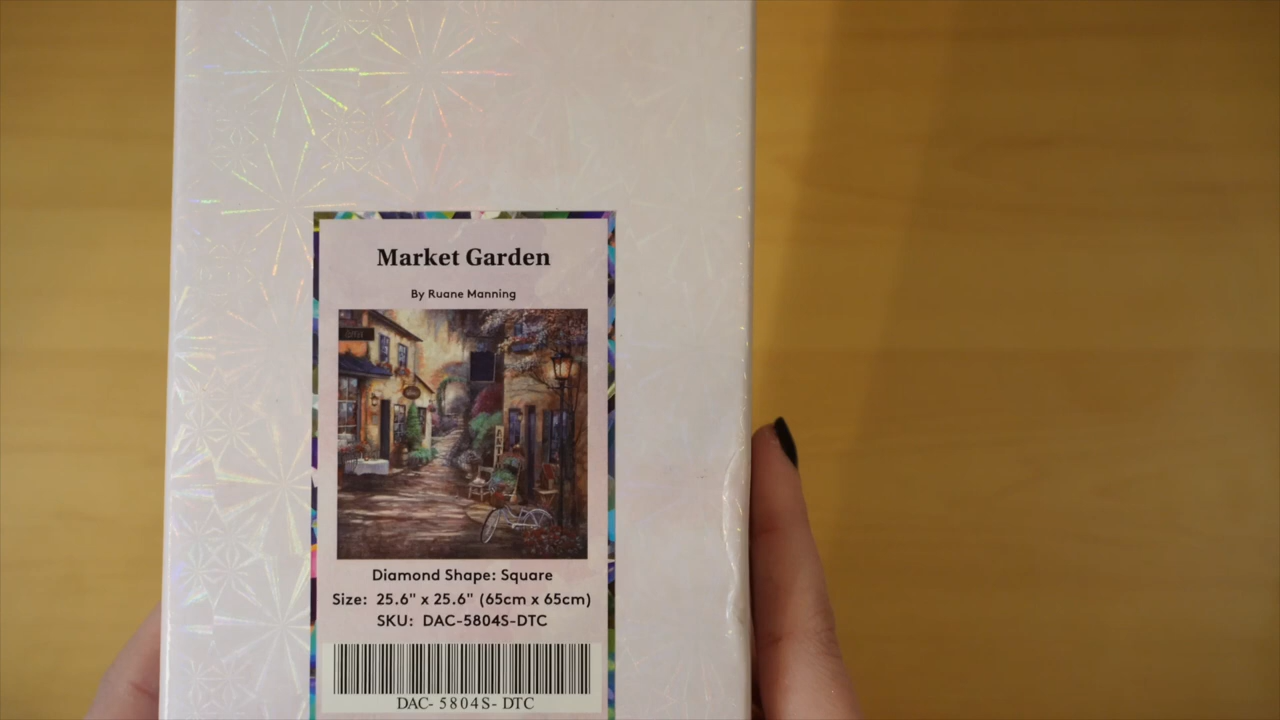 Market Garden
By Ruane Manning
Diamond Shape: Square
Size: 25.6" x 25.6" (65cm x 65cm)
SKU: DAC-5804S-DTC
DAC- 5804S- DTC